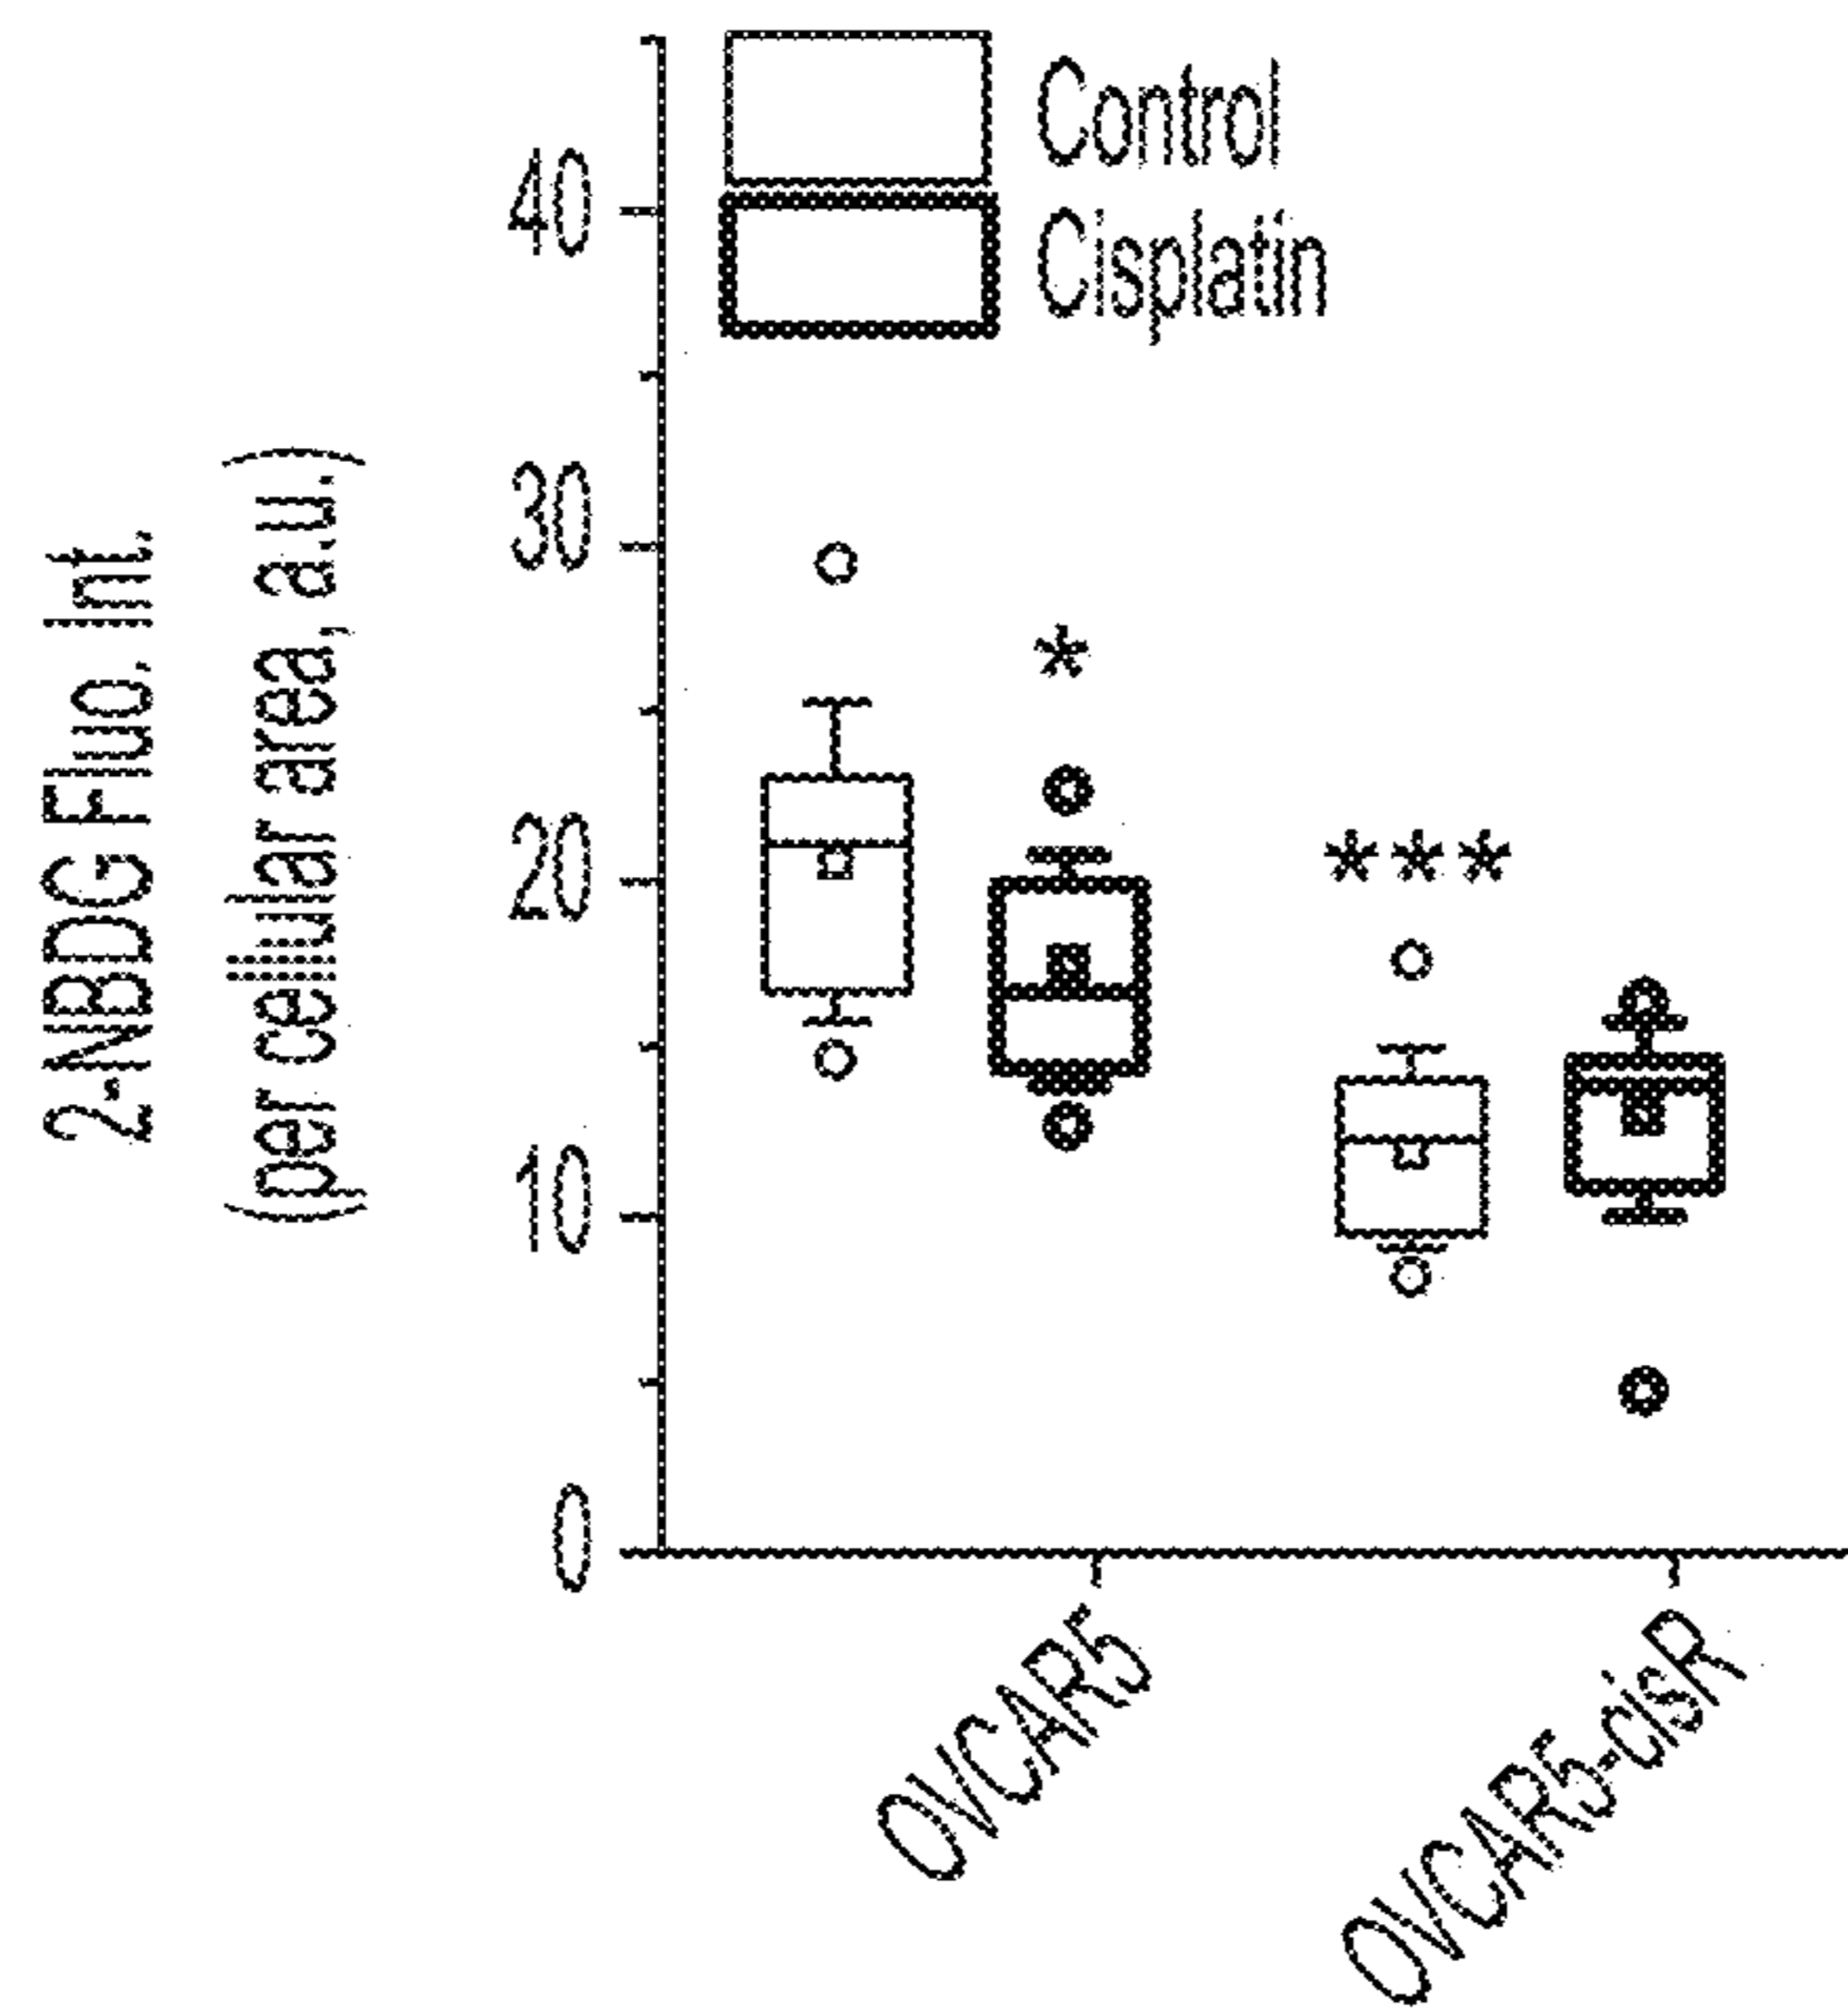 2-NBDG Fluo. Int.
(per cellular area, a.u.)
40
30
20
10
0
Control
Cisplatin
*
***
OVCAR5
OVCAR5-cisR